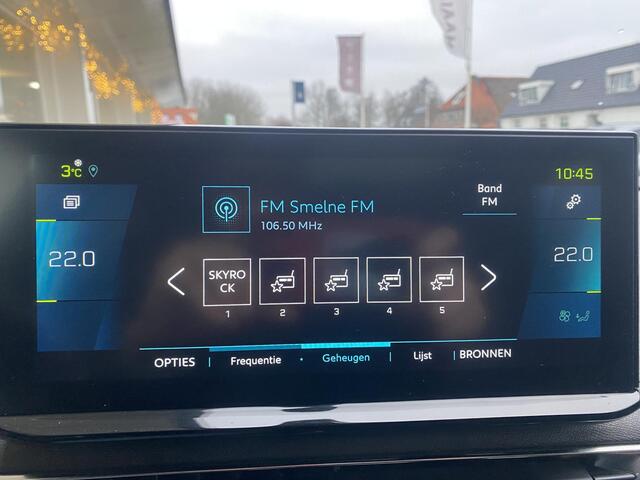 3°C
10:45
FM Smelne FM
106.50 MHz
Band
FM
22.0
22.0
SKYRO
CK
1
2
3
4
5
OPTIES
Frequentie
Geheugen
Lijst
BRONNEN